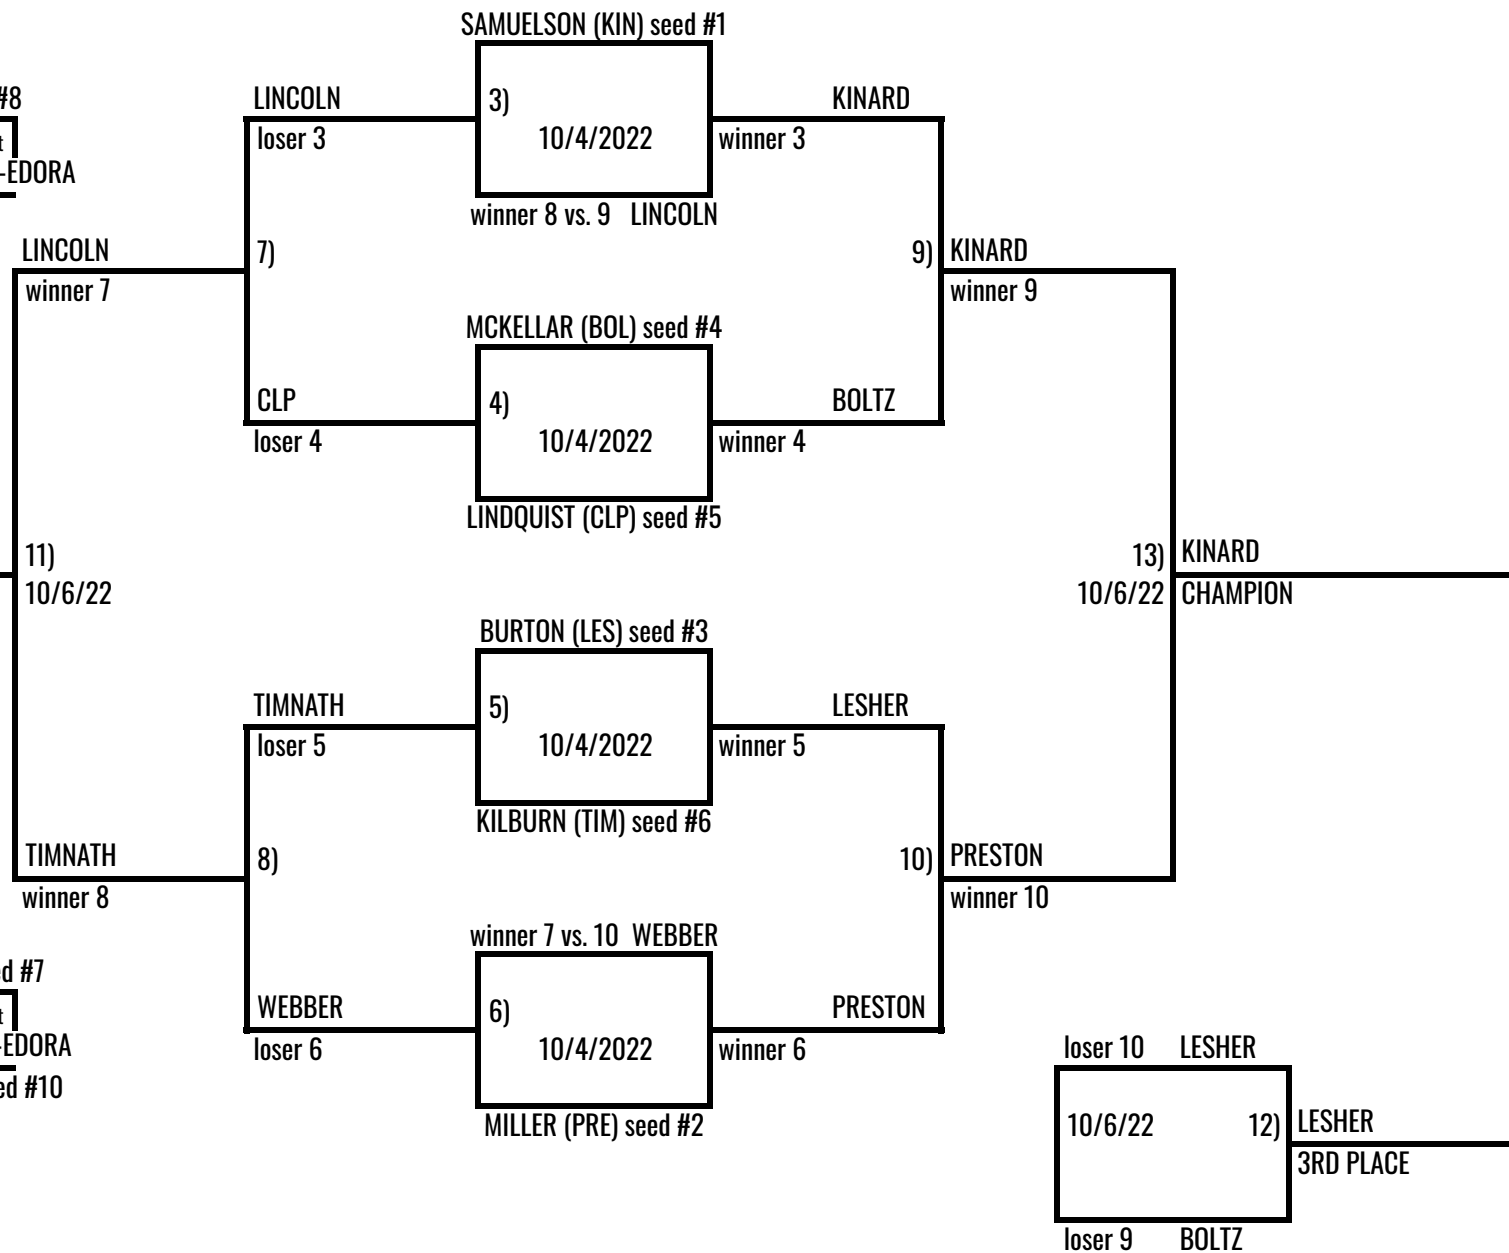 SAMUELSON (KIN) seed #1
#8
LINCOLN
3)
KINARD
t
loser 3
10/4/2022
winner 3
-EDORA
winner 8 vs. 9 LINCOLN
LINCOLN
7)
9)
KINARD
winner 7
winner 9
MCKELLAR (BOL) seed #4
CLP
4)
BOLTZ
loser 4
10/4/2022
winner 4
LINDQUIST (CLP) seed #5
11)
13)
KINARD
10/6/22
10/6/22
CHAMPION
BURTON (LES) seed #3
TIMNATH
5)
LESHER
loser 5
10/4/2022
winner 5
KILBURN (TIM) seed #6
TIMNATH
8)
10)
PRESTON
winner 8
winner 10
winner 7 vs. 10 WEBBER
d #7
WEBBER
6)
PRESTON
t
-EDORA
loser 6
10/4/2022
winner 6
loser 10 LESHER
ed #10
MILLER (PRE) seed #2
10/6/22
12)
LESHER
3RD PLACE
loser 9 BOLTZ